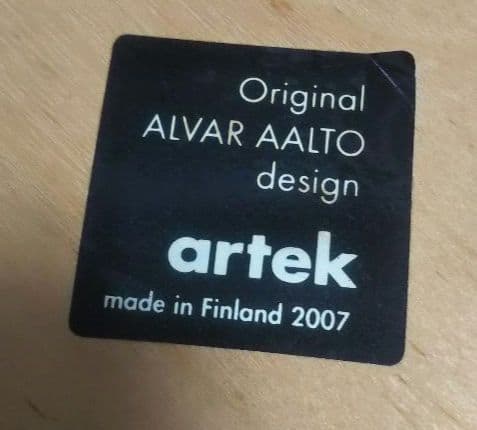 Original
ALVAR AALTO
design
artek
made in Finland 2007